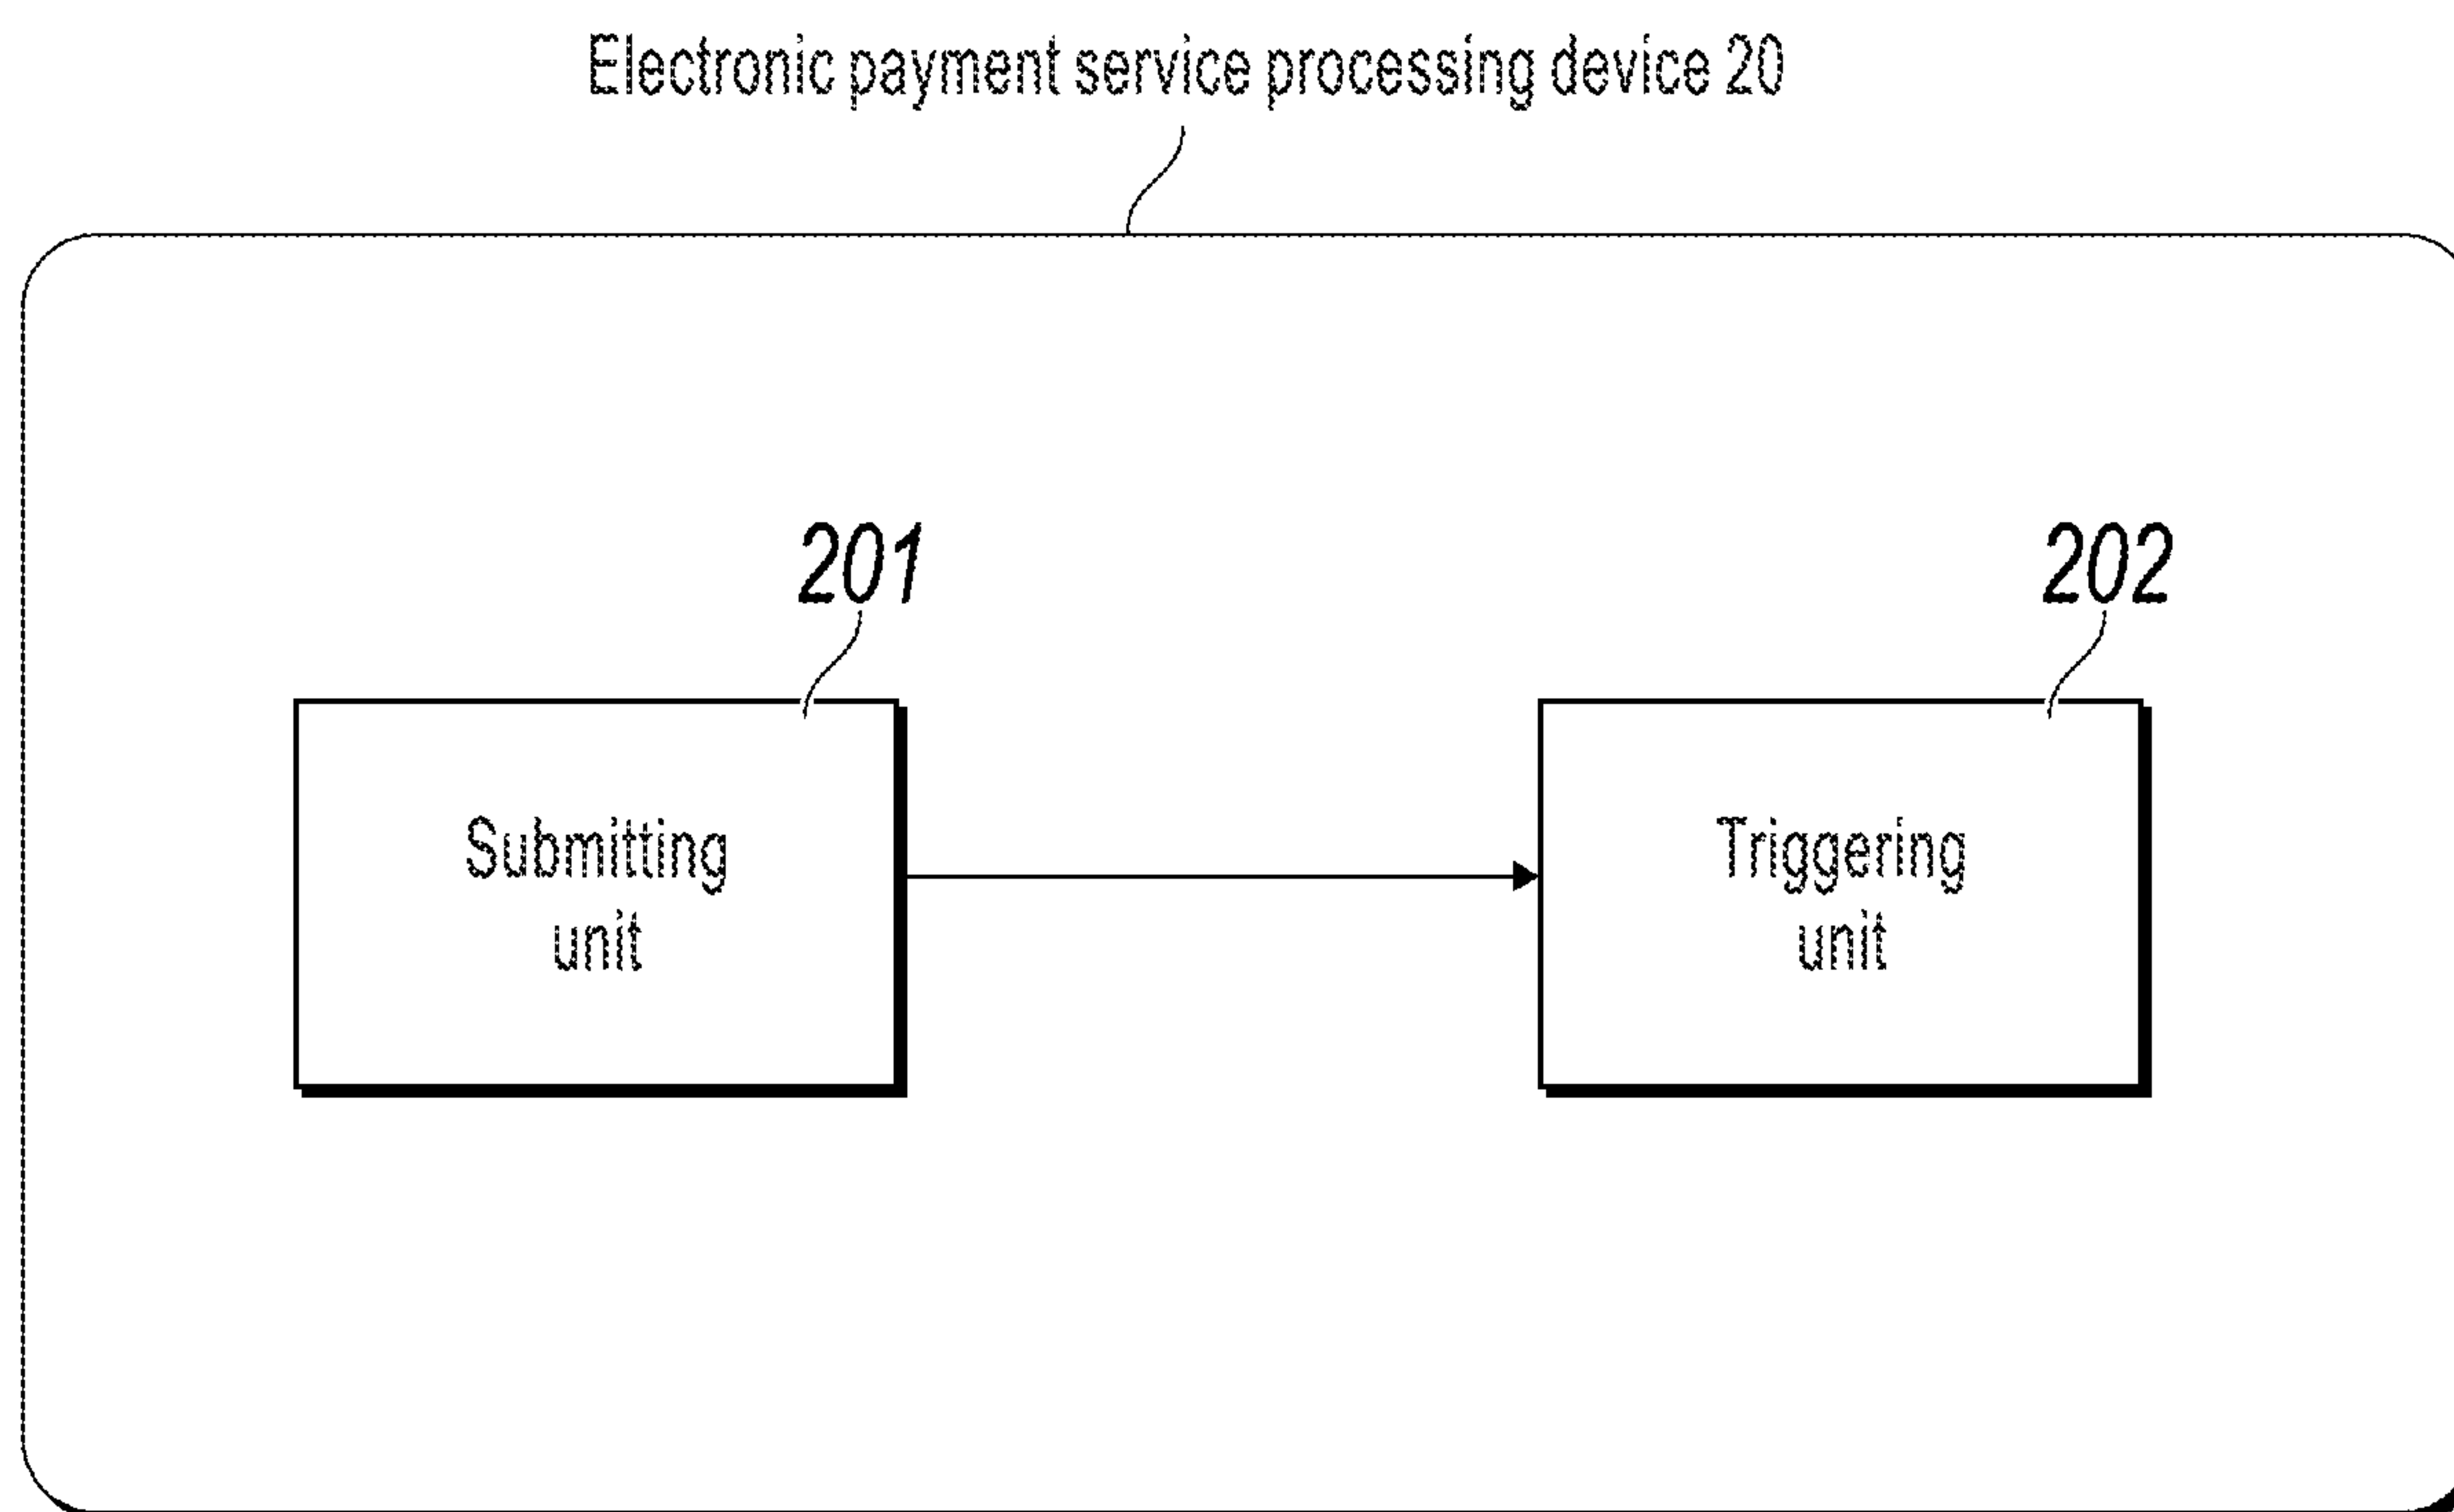 Electronic payment service processing device 20
201
202
Submitting
unit
Triggering
unit